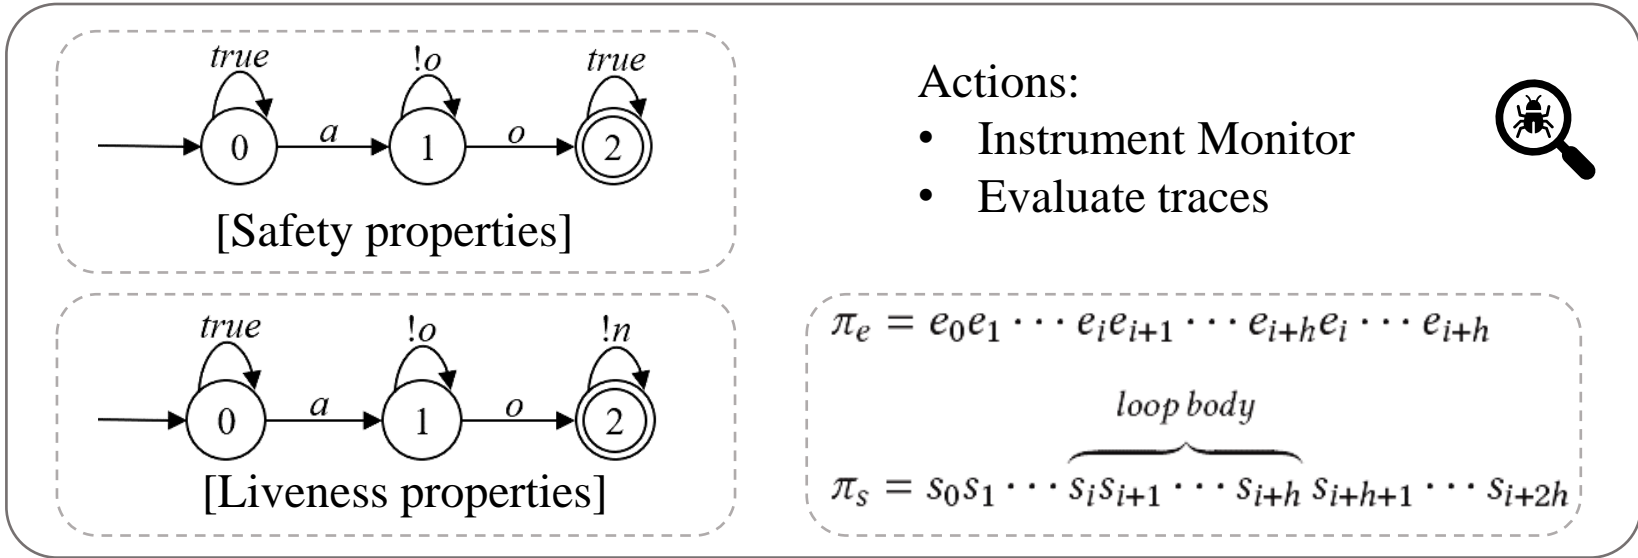 true !o true
0 a 1 o 2
[Safety properties]
Actions:
• Instrument Monitor
• Evaluate traces
true !o !n
0 a 1 o 2
[Liveness properties]
πₑ = e₀e₁ ⋯ eᵢeᵢ₊₁ ⋯ eᵢ₊ₕeᵢ ⋯ eᵢ₊ₕ
loop body
πₛ = s₀s₁ ⋯ sᵢsᵢ₊₁ ⋯ sᵢ₊ₕ sᵢ₊ₕ₊₁ ⋯ sᵢ₊₂ₕ